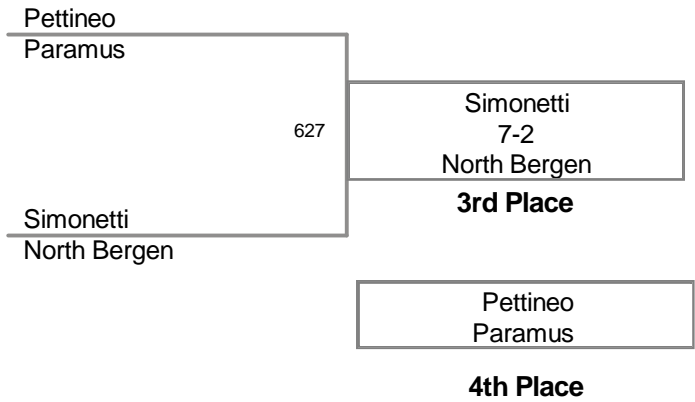 Pettineo
Paramus
627
Simonetti
7-2
North Bergen
3rd Place
Simonetti
North Bergen
Pettineo
Paramus
4th Place